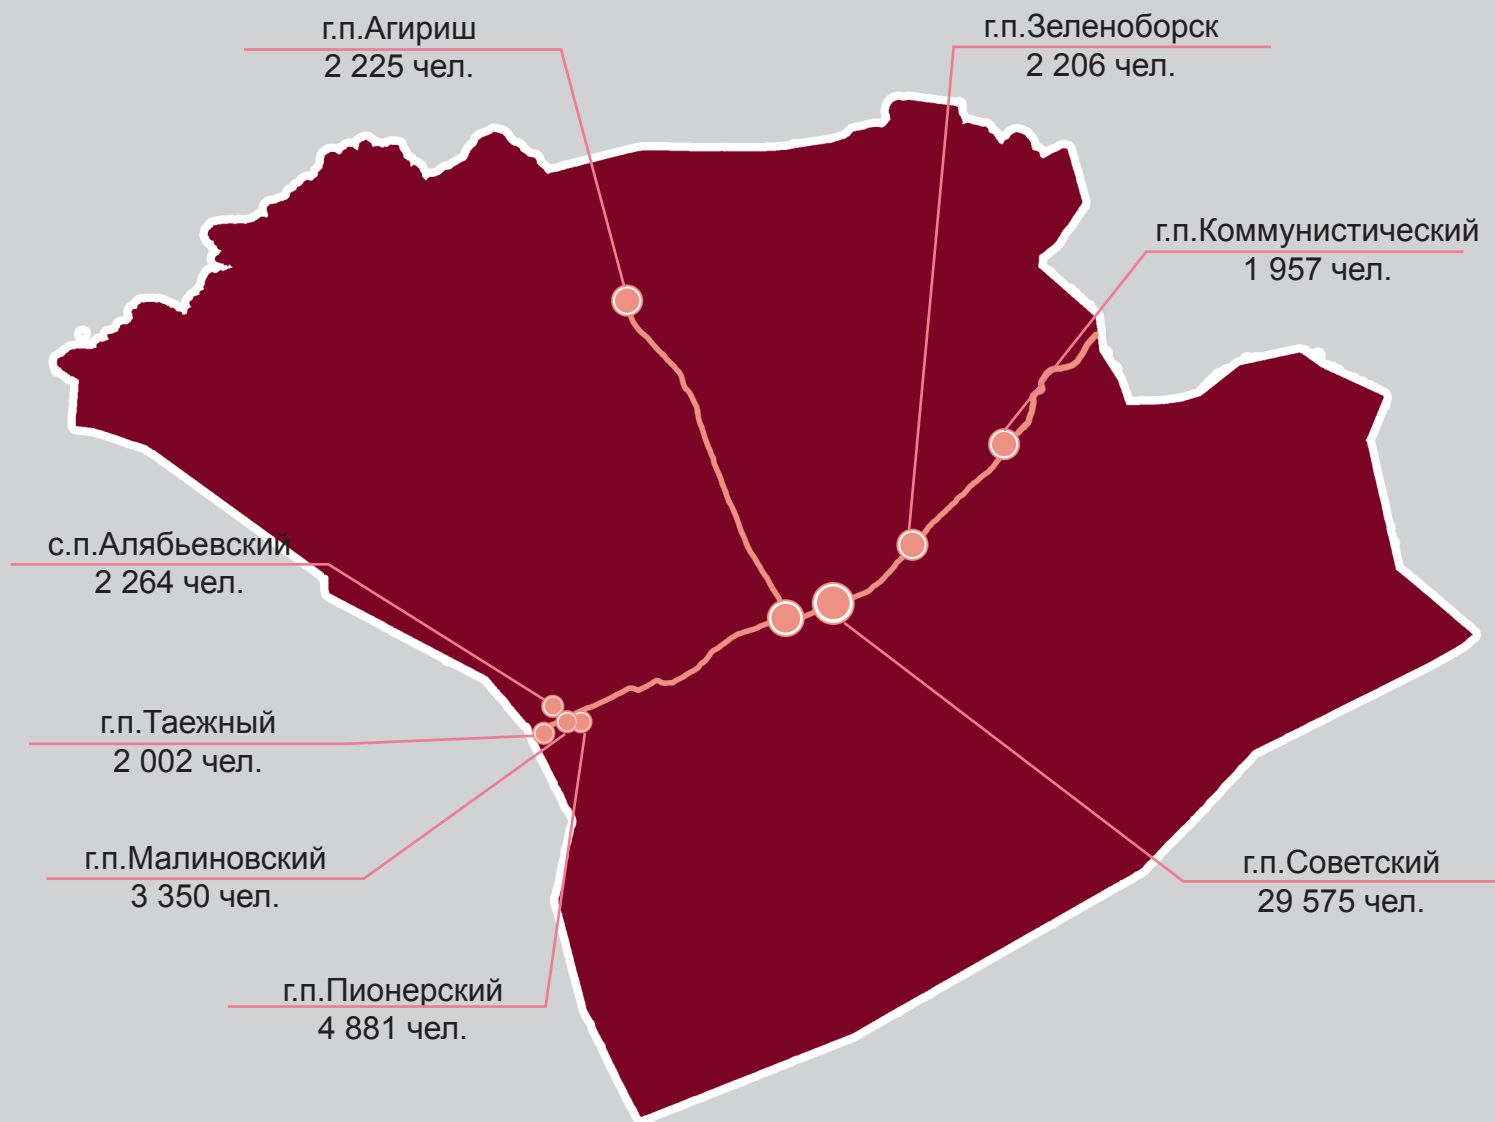 г.п.Агириш
2 225 чел.
г.п.Зеленоборск
2 206 чел.
г.п.Коммунистический
1 957 чел.
с.п.Алябьевский
2 264 чел.
г.п.Таежный
2 002 чел.
г.п.Малиновский
3 350 чел.
г.п.Советский
29 575 чел.
г.п.Пионерский
4 881 чел.